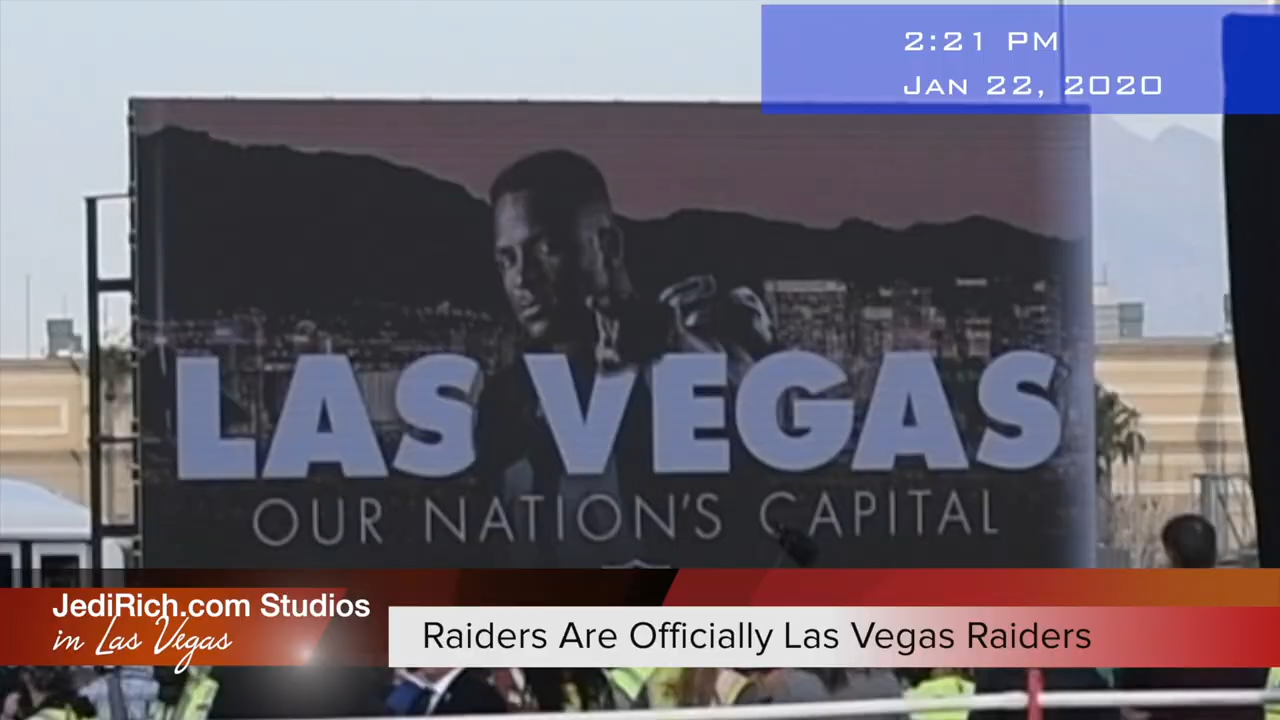 2:21 PM
Jan 22, 2020
LAS VEGAS
OUR NATION'S CAPITAL
JediRich.com Studios
in Las Vegas
Raiders Are Officially Las Vegas Raiders